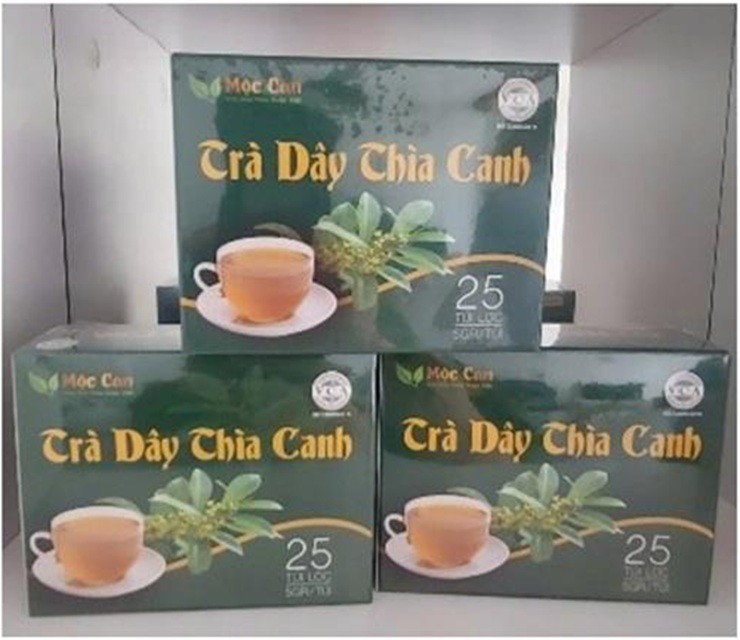 Mộc Can
Trà Dây Thìa Canh
25
TÚI LỌC
5GR/TÚI
Mộc Can
Trà Dây Thìa Canh
25
TÚI LỌC
5GR/TÚI
Mộc Can
Trà Dây Thìa Canh
25
TÚI LỌC
5GR/TÚI